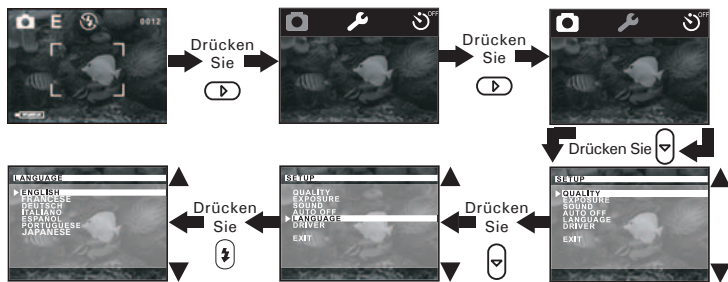 E
0012
Drücken
Sie
OFF
Drücken
Sie
OFF
Drücken Sie
SETUP
QUALITY
EXPOSURE
SOUND
AUTO OFF
LANGUAGE
DRIVER
EXIT
Drücken
Sie
SETUP
QUALITY
EXPOSURE
SOUND
AUTO OFF
LANGUAGE
DRIVER
EXIT
Drücken
Sie
LANGUAGE
ENGLISH
FRANCESE
DEUTSCH
ITALIANO
ESPAÑOL
PORTUGUESE
JAPANESE